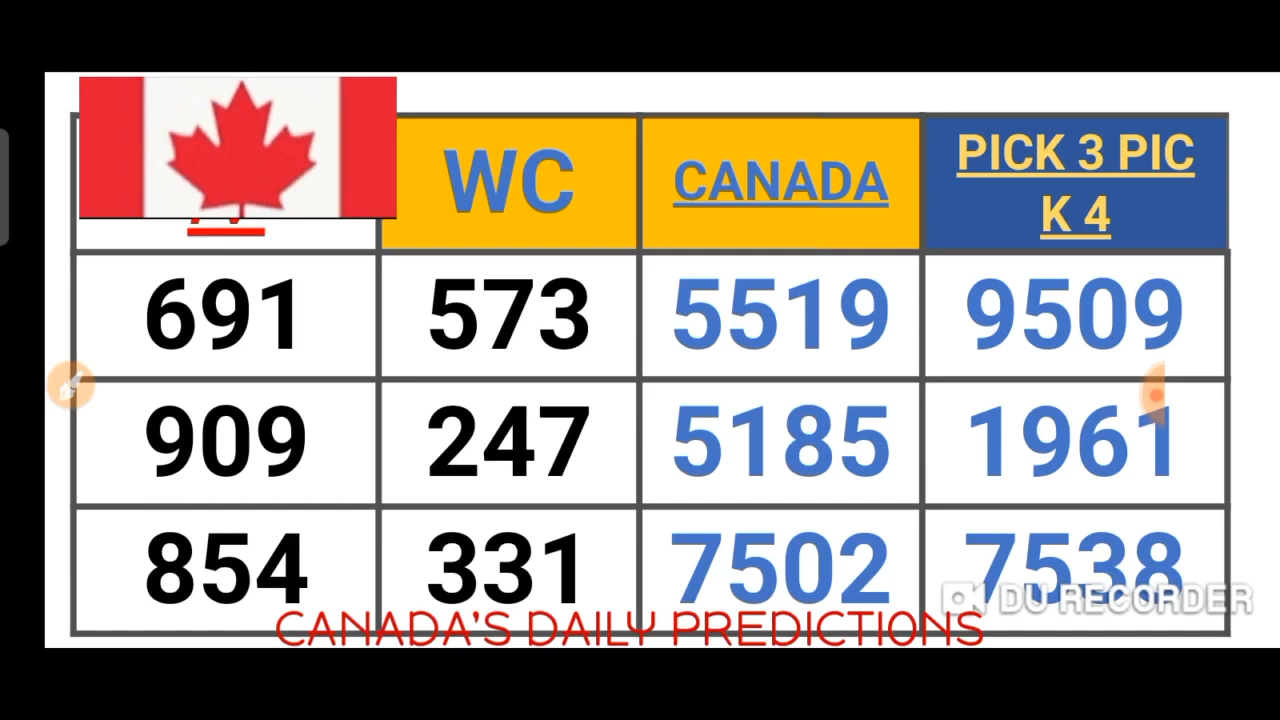 WC
CANADA
PICK 3 PIC
K 4
691 573 5519 9509
909 247 5185 1961
854 331 7502 7538
DU RECORDER
CANADA'S DAILY PREDICTIONS